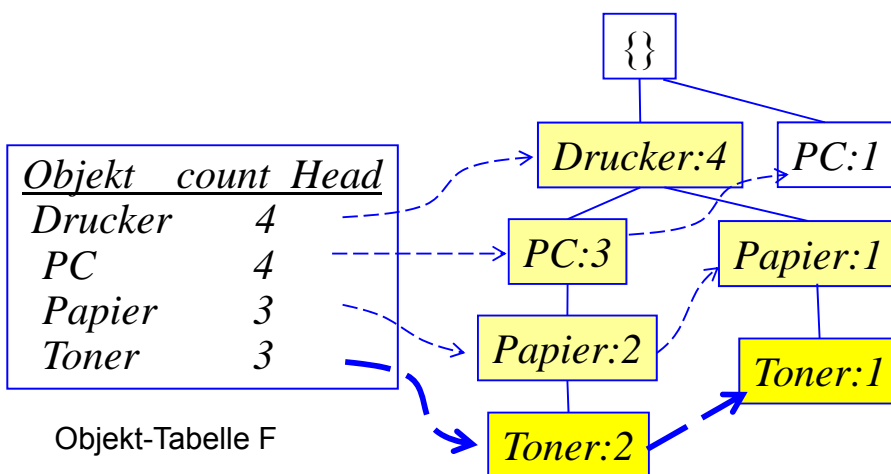 {}
Drucker:4 PC:1
Objekt count Head
Drucker 4
PC 4
Papier 3
Toner 3
PC:3 Papier:1
Papier:2 Toner:1
Toner:2
Objekt-Tabelle F